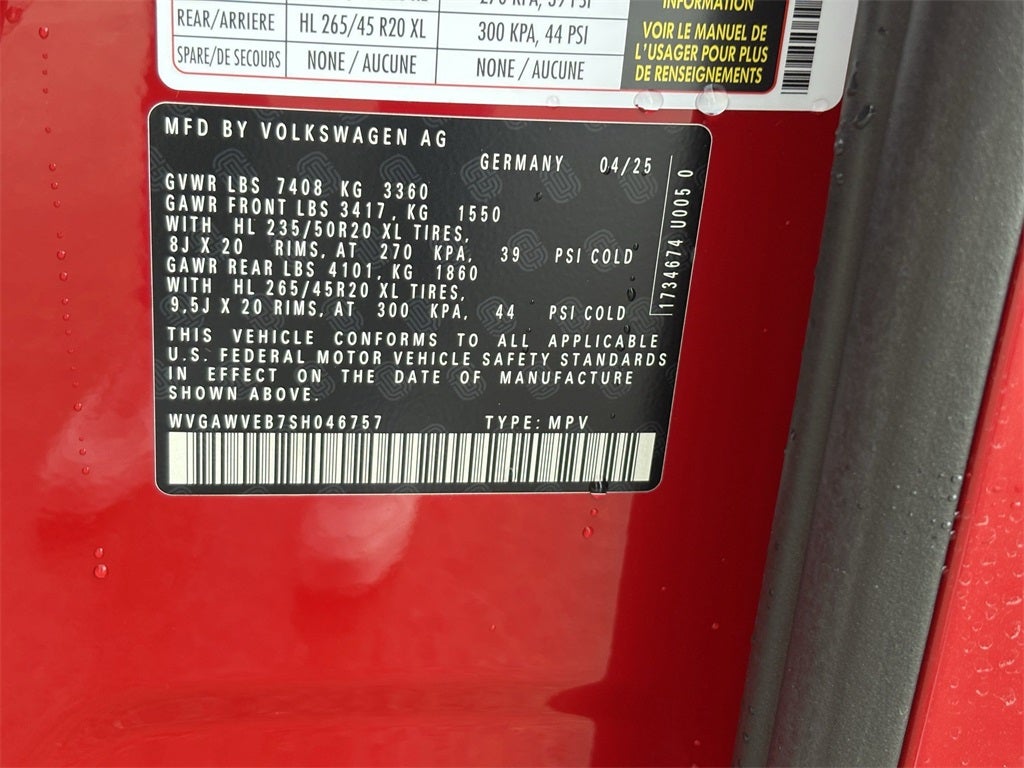 270 KPA, 39 PSI
REAR/ARRIERE HL 265/45 R20 XL 300 KPA, 44 PSI
SPARE/DE SECOURS NONE / AUCUNE NONE / AUCUNE
INFORMATION
VOIR LE MANUEL DE
L'USAGER POUR PLUS
DE RENSEIGNEMENTS
MFD BY VOLKSWAGEN AG
GERMANY 04/25
GVWR LBS 7408 KG 3360
GAWR FRONT LBS 3417, KG 1550
WITH HL 235/50R20 XL TIRES,
8J X 20 RIMS, AT 270 KPA, 39 PSI COLD
GAWR REAR LBS 4101, KG 1860
WITH HL 265/45R20 XL TIRES,
9,5J X 20 RIMS, AT 300 KPA, 44 PSI COLD
1734674 U005 0
THIS VEHICLE CONFORMS TO ALL APPLICABLE
U.S. FEDERAL MOTOR VEHICLE SAFETY STANDARDS
IN EFFECT ON THE DATE OF MANUFACTURE
SHOWN ABOVE.
WVGAWVEB7SH046757 TYPE: MPV